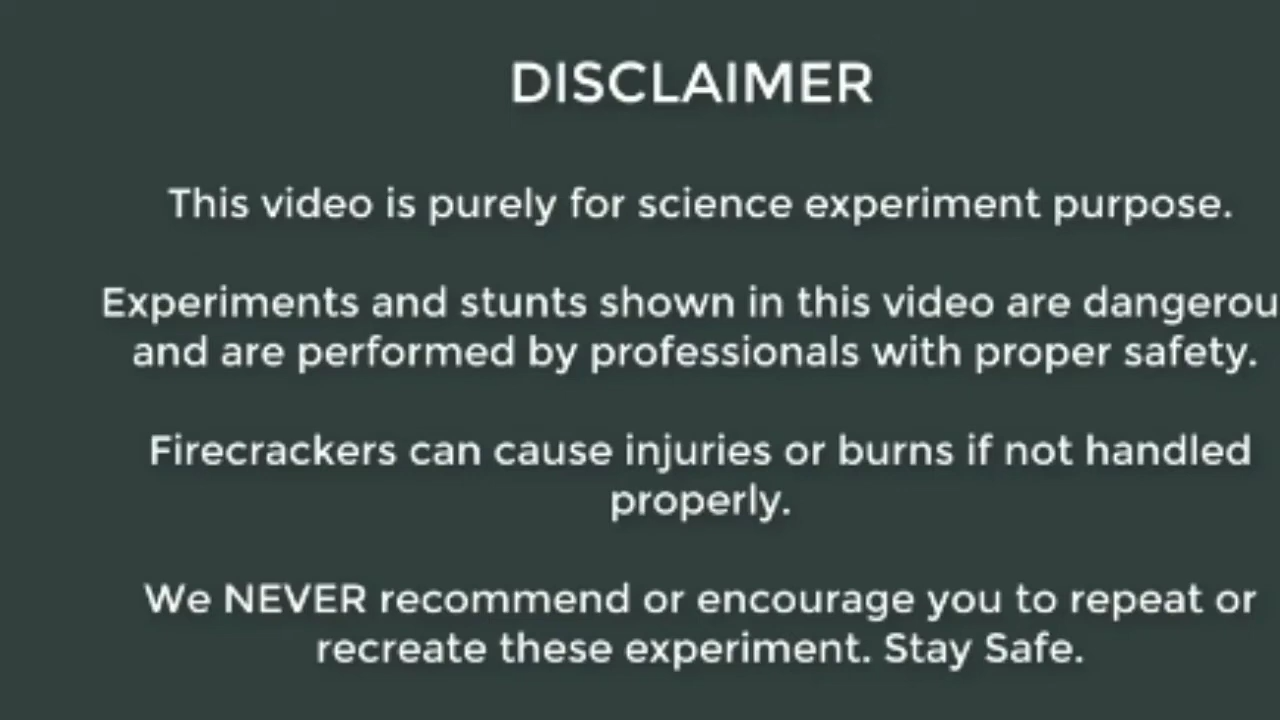 DISCLAIMER
This video is purely for science experiment purpose.
Experiments and stunts shown in this video are dangerou
and are performed by professionals with proper safety.
Firecrackers can cause injuries or burns if not handled
properly.
We NEVER recommend or encourage you to repeat or
recreate these experiment. Stay Safe.